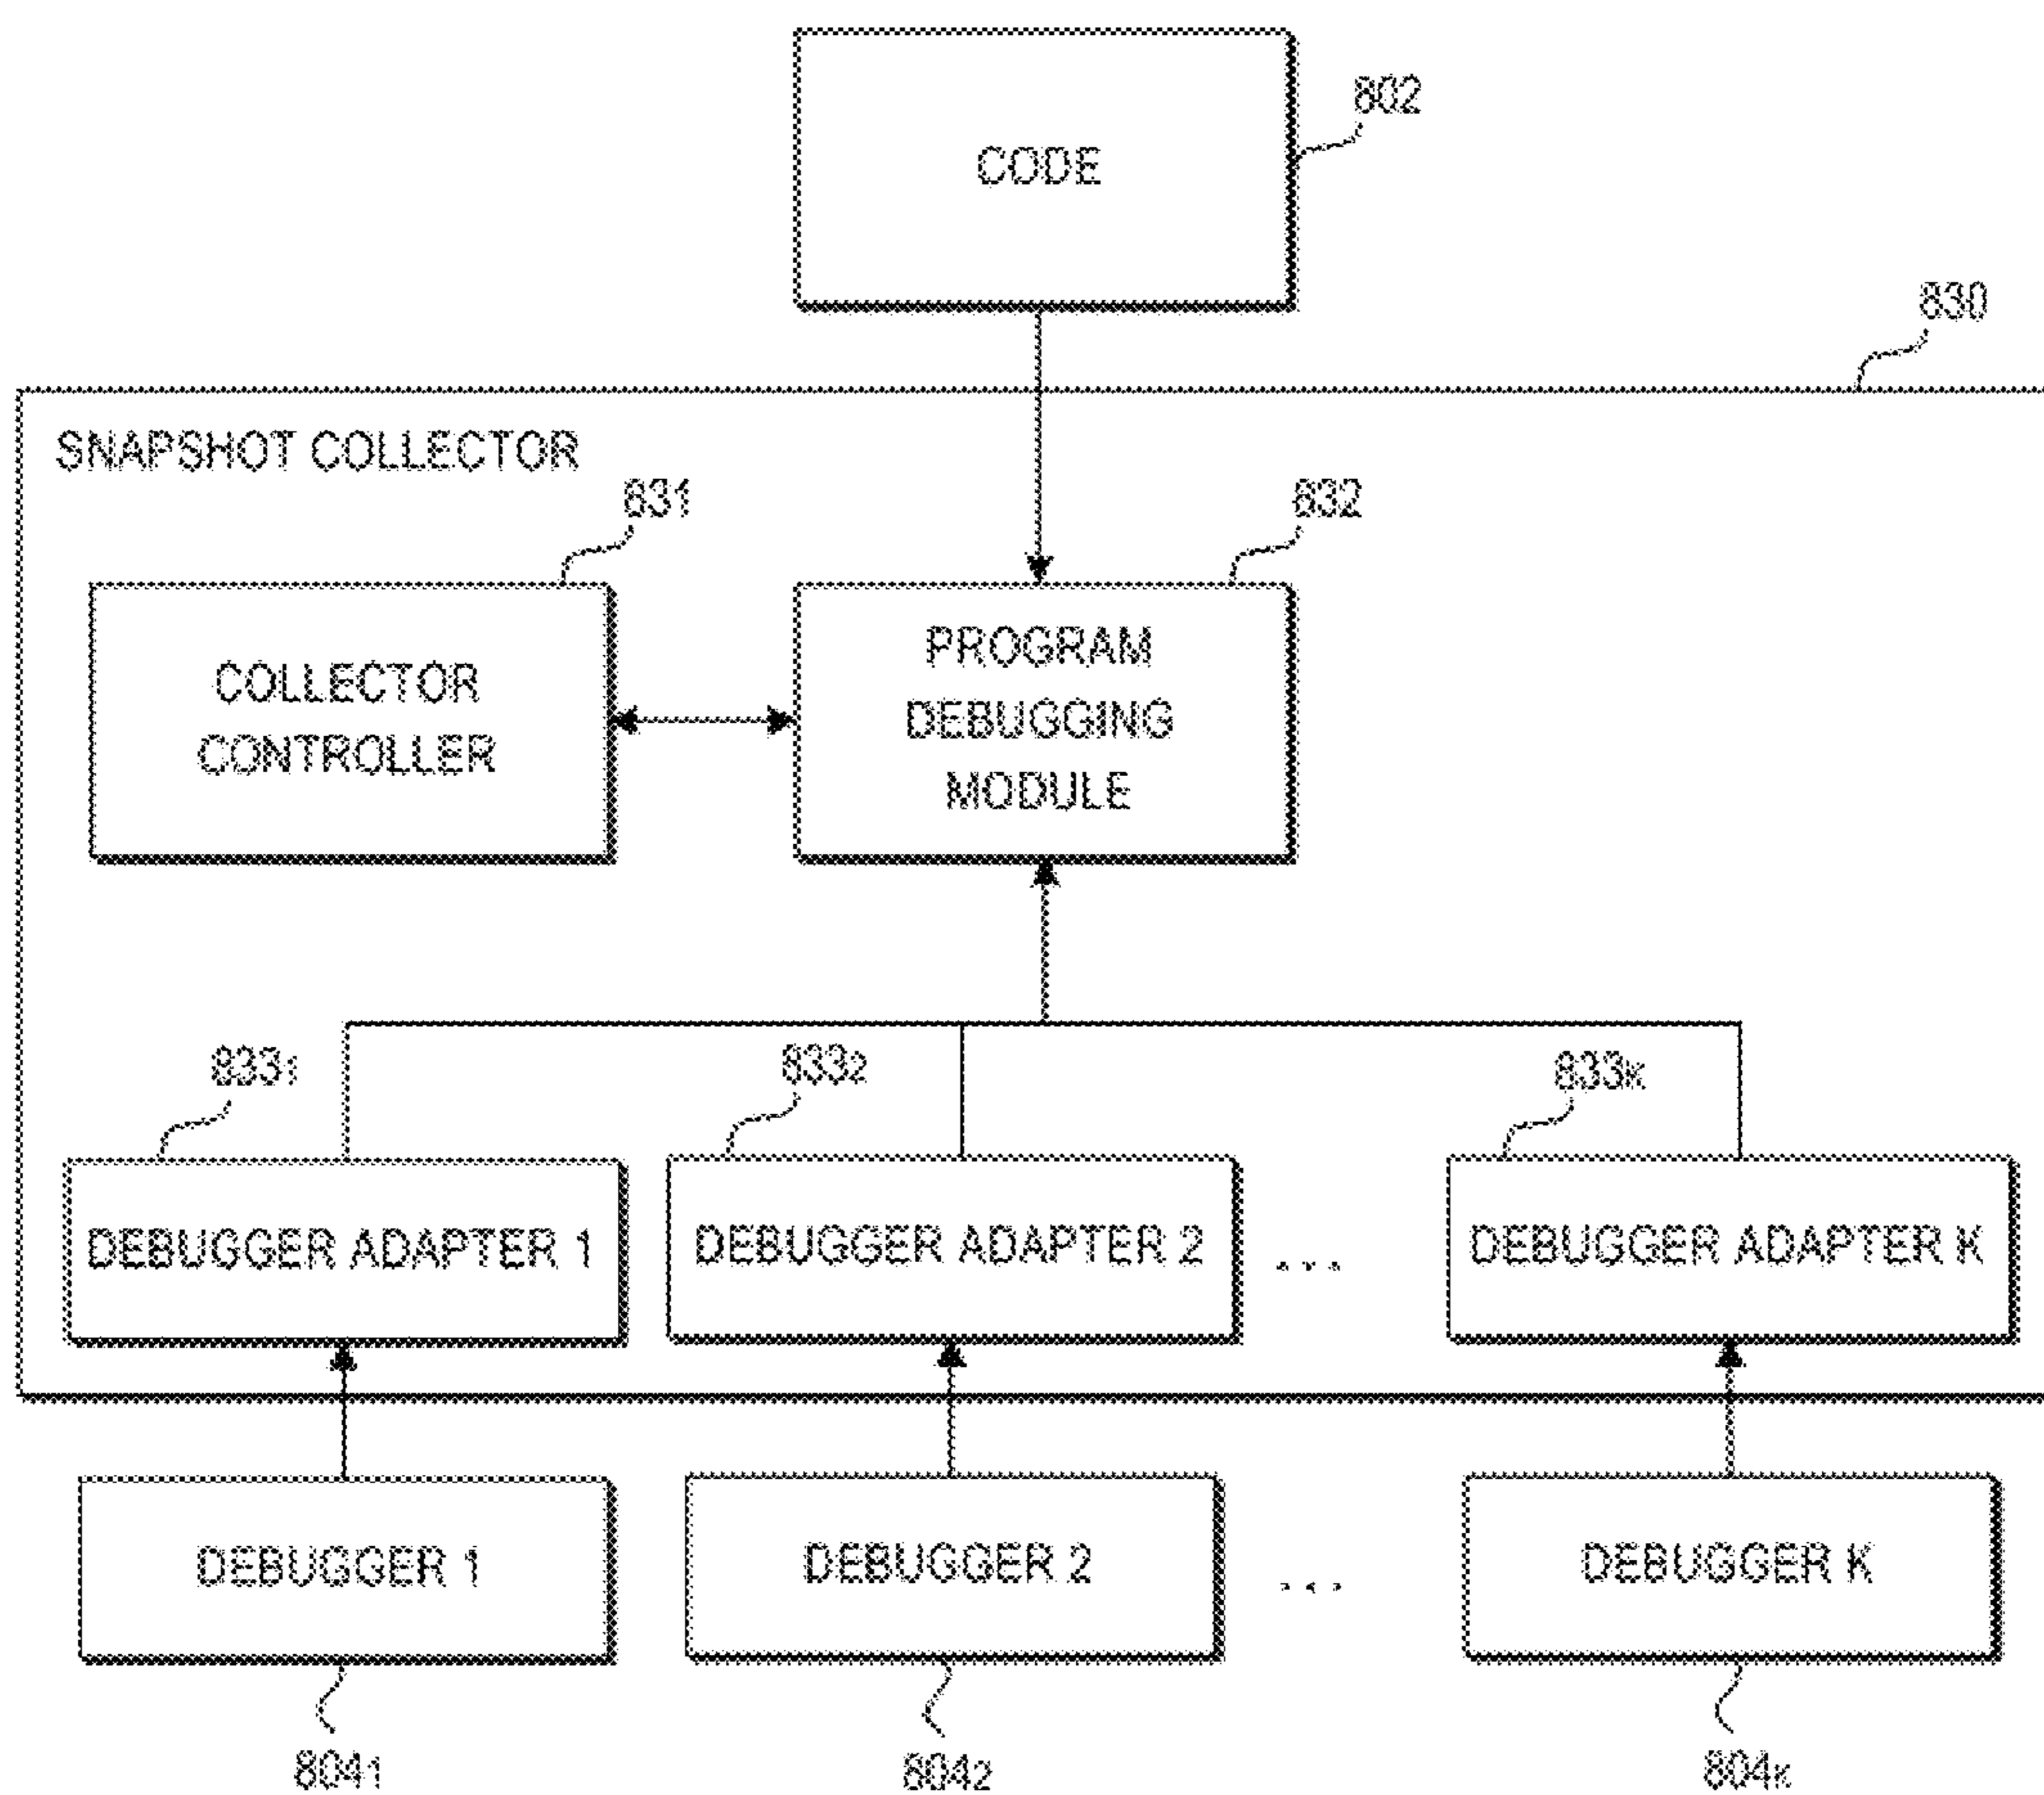 CODE
802
830
SNAPSHOT COLLECTOR
831
832
COLLECTOR
CONTROLLER
PROGRAM
DEBUGGING
MODULE
833₁
833₂
833ₖ
DEBUGGER ADAPTER 1
DEBUGGER ADAPTER 2
...
DEBUGGER ADAPTER K
DEBUGGER 1
DEBUGGER 2
...
DEBUGGER K
804₁
804₂
804ₖ